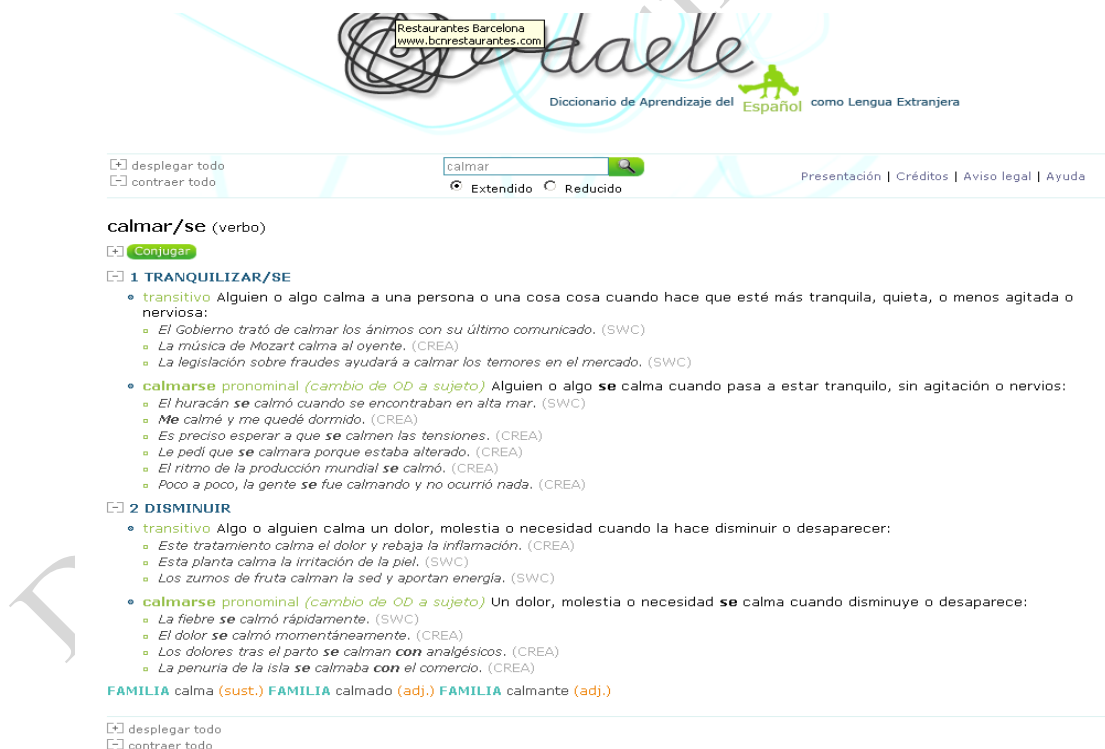 Restaurantes Barcelona
www.bcnrestaurantes.com
daele
Diccionario de Aprendizaje del Español como Lengua Extranjera
[+] desplegar todo
[-] contraer todo
calmar
Extendido Reducido
Presentación | Créditos | Aviso legal | Ayuda
calmar/se (verbo)
[+] Conjugar
[-] 1 TRANQUILIZAR/SE
transitivo Alguien o algo calma a una persona o una cosa cosa cuando hace que esté más tranquila, quieta, o menos agitada o
nerviosa:
El Gobierno trató de calmar los ánimos con su último comunicado. (SWC)
La música de Mozart calma al oyente. (CREA)
La legislación sobre fraudes ayudará a calmar los temores en el mercado. (SWC)
calmarse pronominal (cambio de OD a sujeto) Alguien o algo se calma cuando pasa a estar tranquilo, sin agitación o nervios:
El huracán se calmó cuando se encontraban en alta mar. (SWC)
Me calmé y me quedé dormido. (CREA)
Es preciso esperar a que se calmen las tensiones. (CREA)
Le pedí que se calmara porque estaba alterado. (CREA)
El ritmo de la producción mundial se calmó. (CREA)
Poco a poco, la gente se fue calmando y no ocurrió nada. (CREA)
[-] 2 DISMINUIR
transitivo Algo o alguien calma un dolor, molestia o necesidad cuando la hace disminuir o desaparecer:
Este tratamiento calma el dolor y rebaja la inflamación. (CREA)
Esta planta calma la irritación de la piel. (SWC)
Los zumos de fruta calman la sed y aportan energía. (SWC)
calmarse pronominal (cambio de OD a sujeto) Un dolor, molestia o necesidad se calma cuando disminuye o desaparece:
La fiebre se calmó rápidamente. (SWC)
El dolor se calmó momentáneamente. (CREA)
Los dolores tras el parto se calman con analgésicos. (CREA)
La penuria de la isla se calmaba con el comercio. (CREA)
FAMILIA calma (sust.) FAMILIA calmado (adj.) FAMILIA calmante (adj.)
[+] desplegar todo
[-] contraer todo